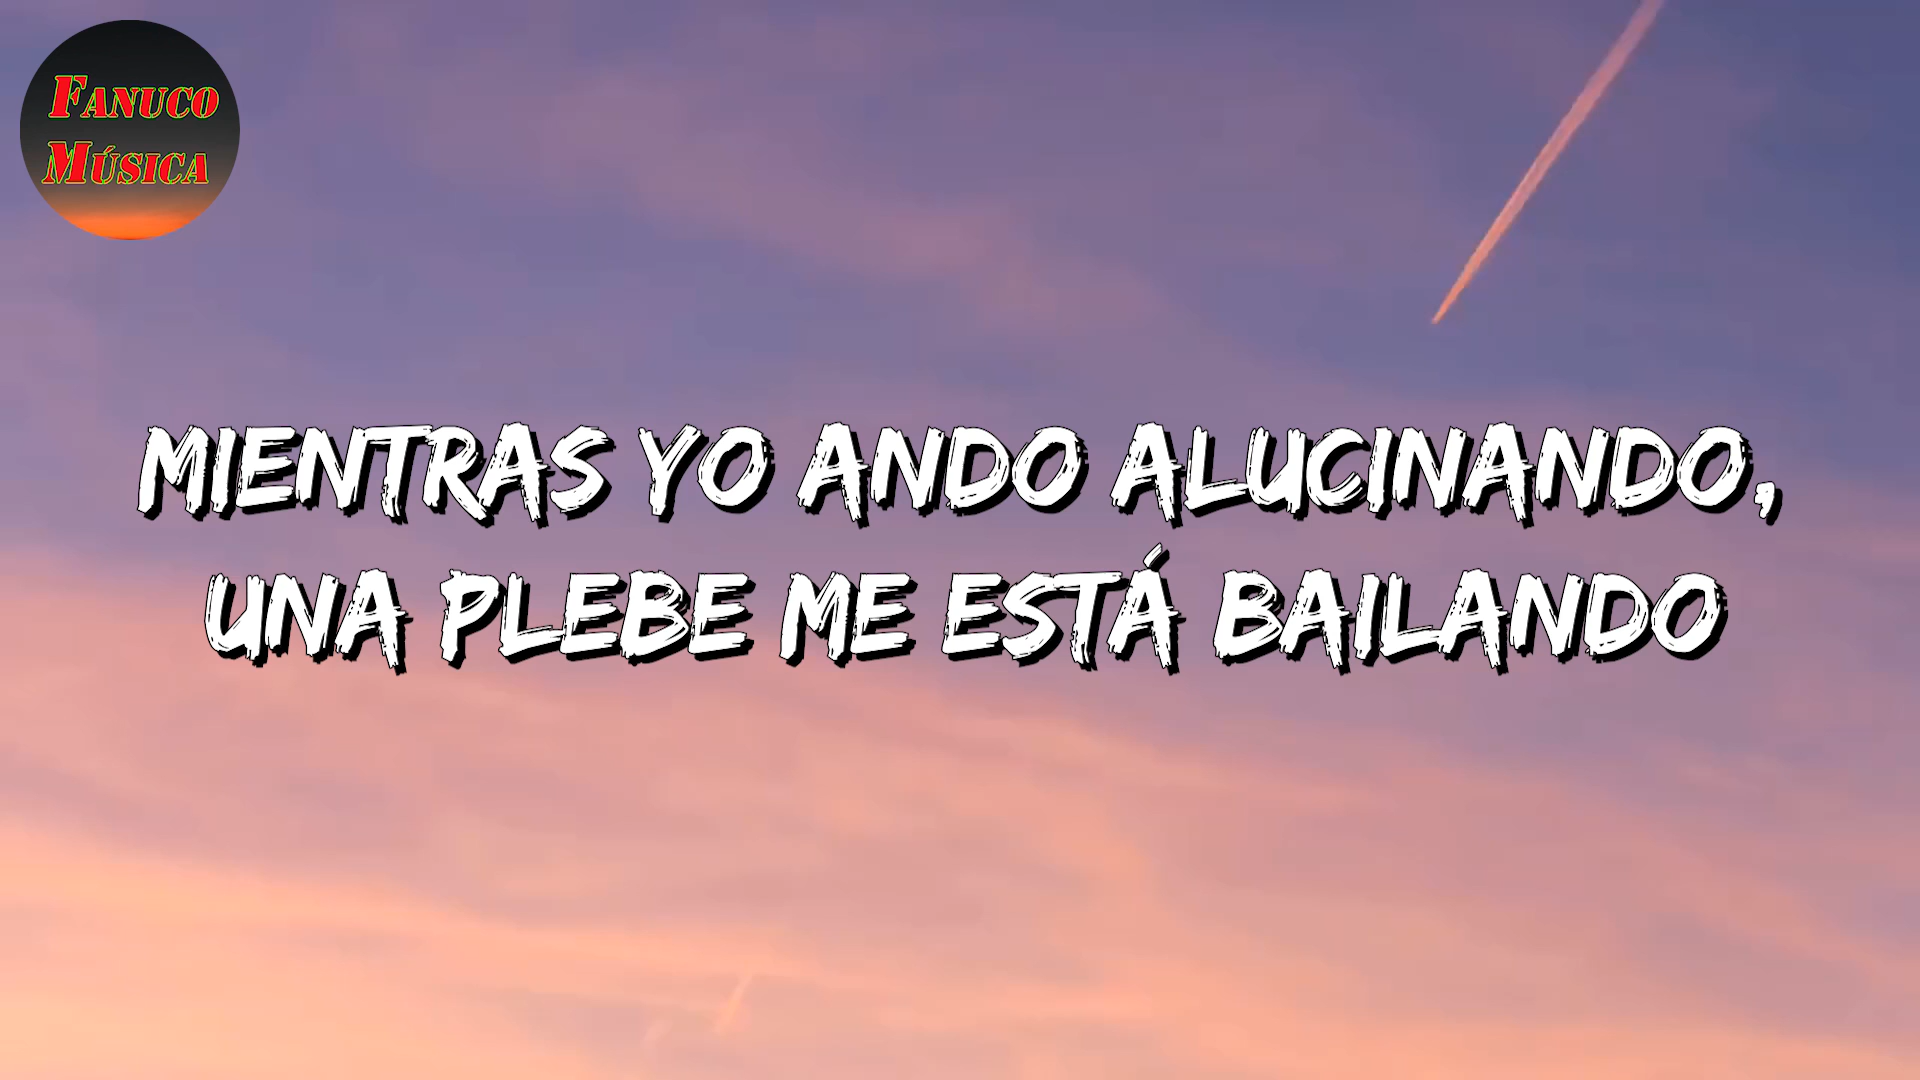 Fanuco
Música
MIENTRAS YO ANDO ALUCINANDO,
UNA PLEBE ME ESTÁ BAILANDO